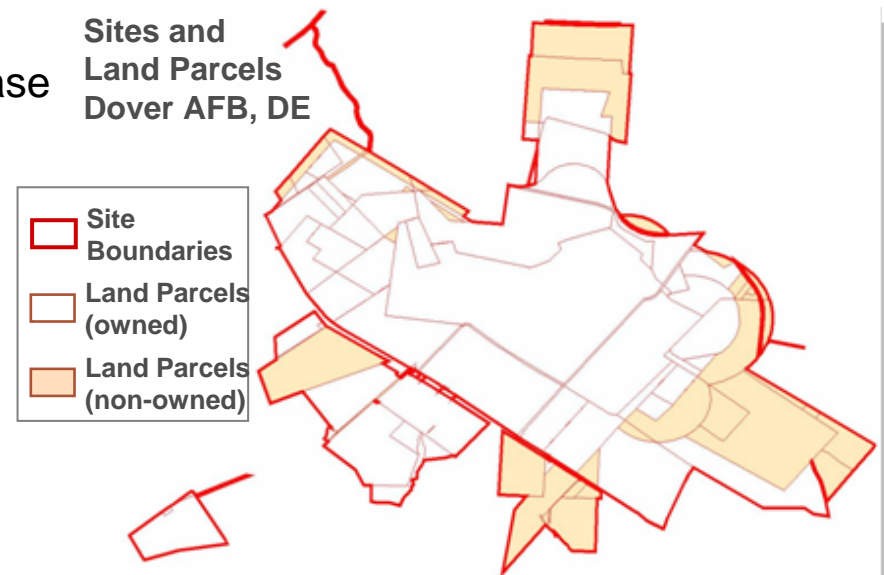 ase
Sites and
Land Parcels
Dover AFB, DE
Site
Boundaries
Land Parcels
(owned)
Land Parcels
(non-owned)